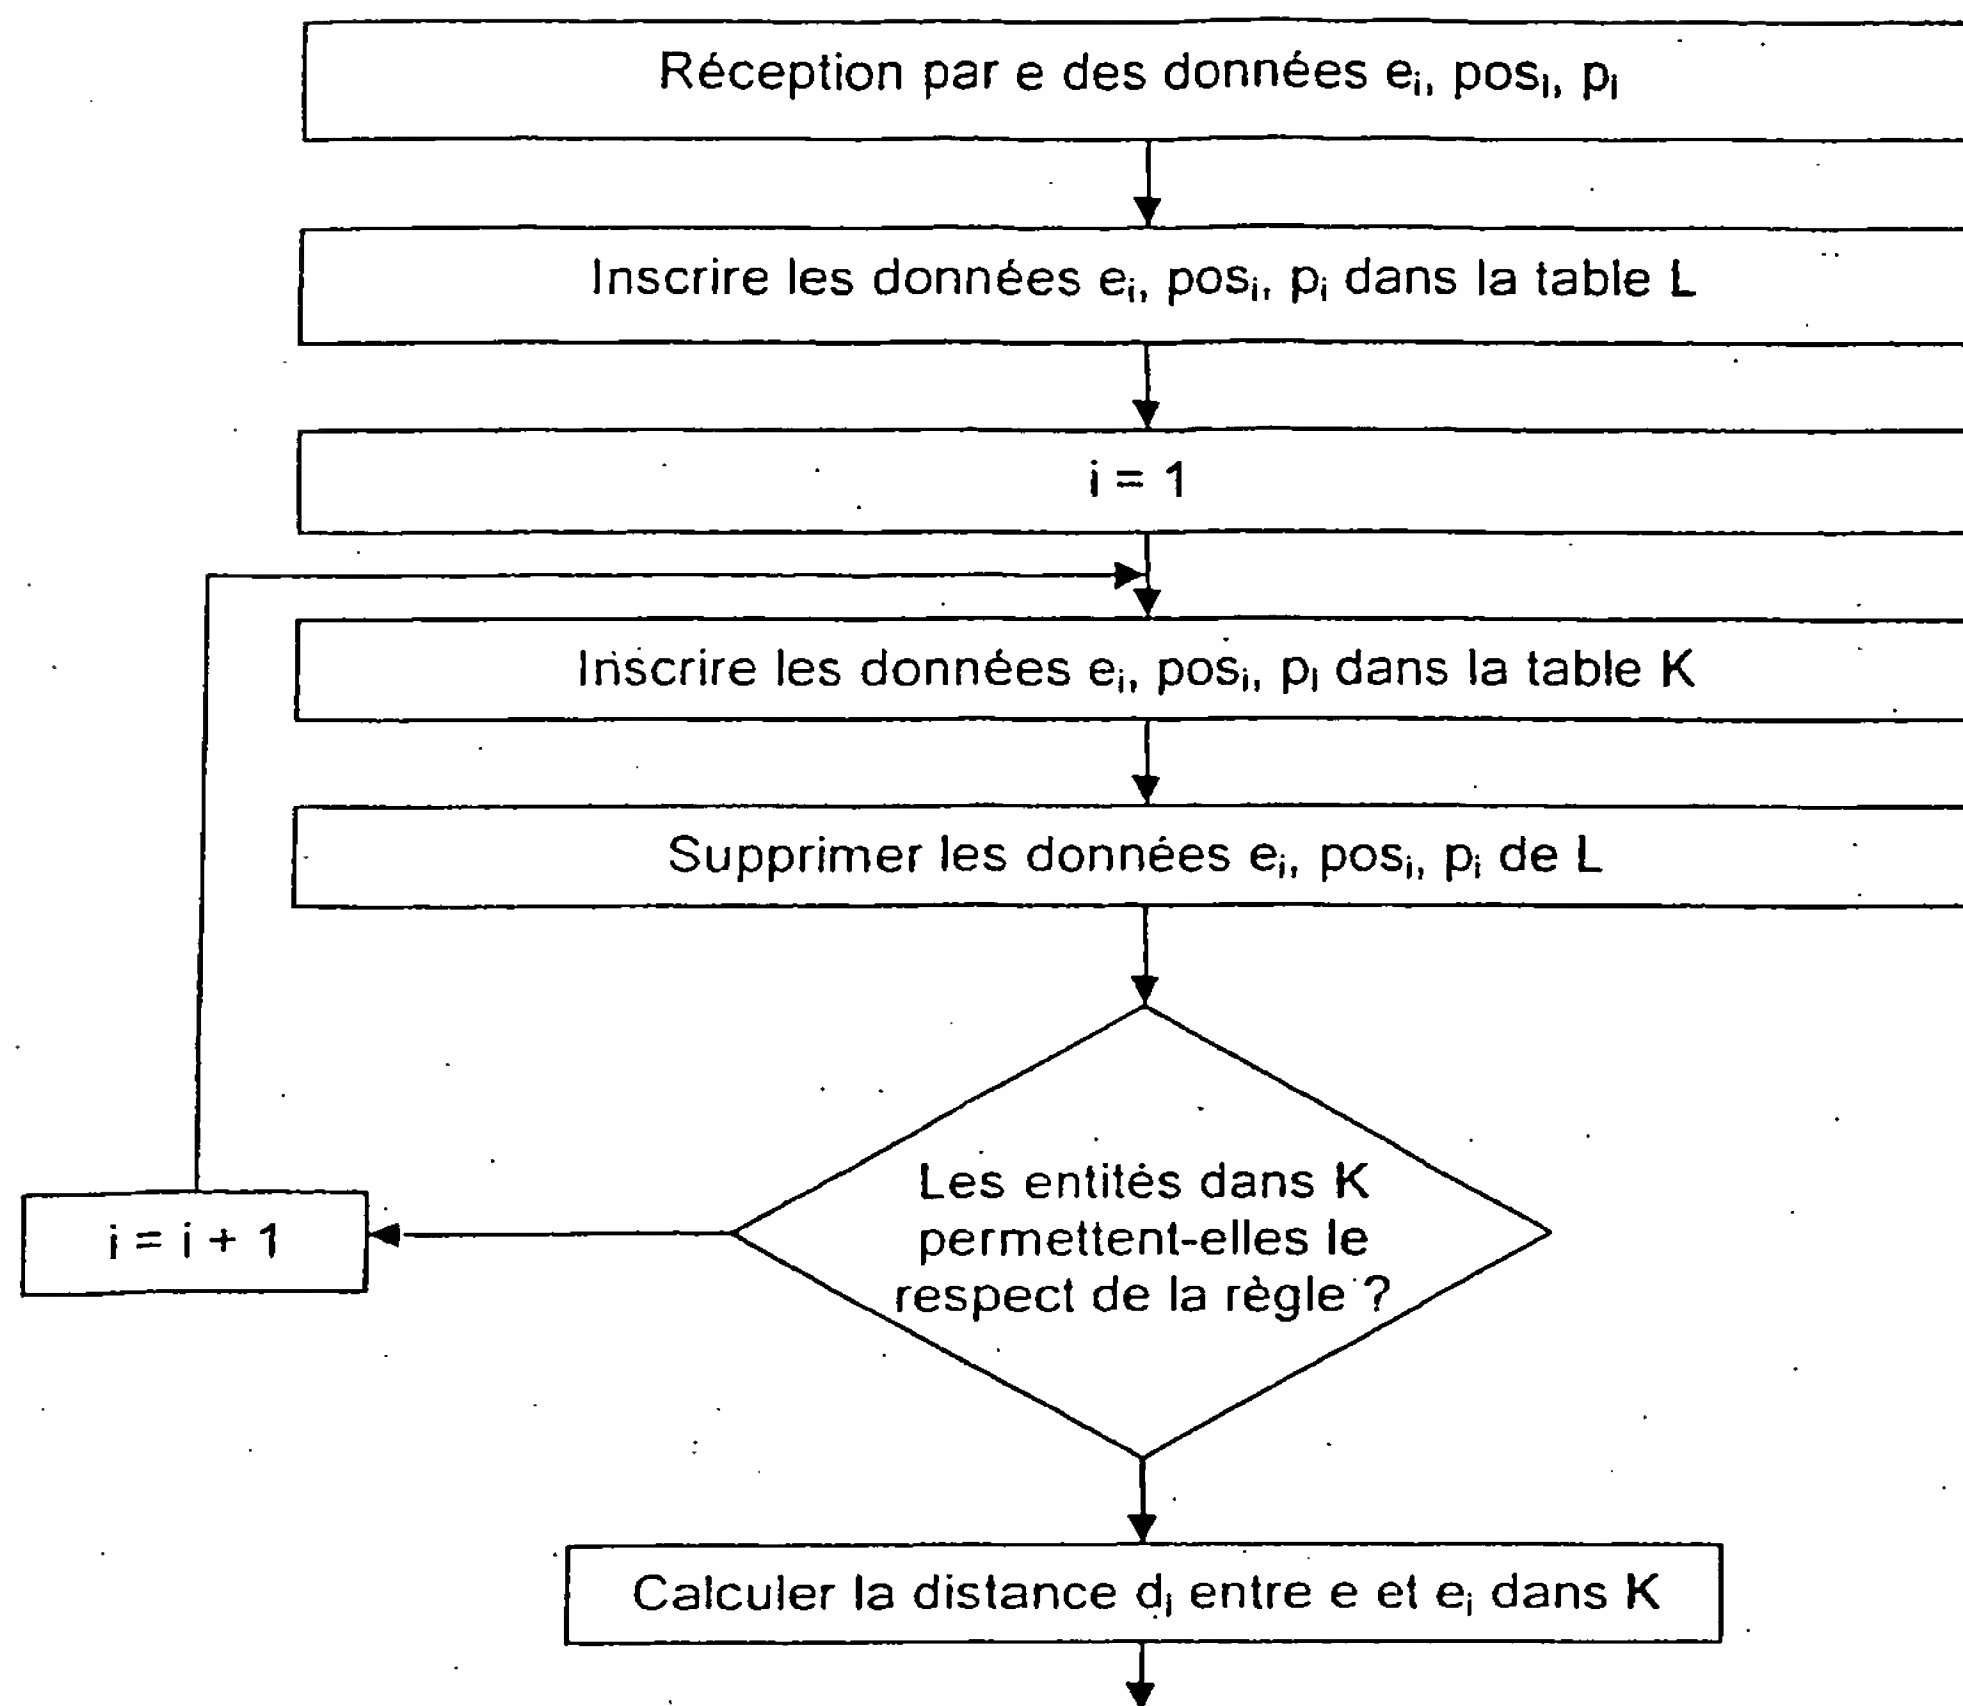 Réception par e des données eᵢ, posᵢ, pᵢ
Inscrire les données eᵢ, posᵢ, pᵢ dans la table L
i = 1
Inscrire les données eᵢ, posᵢ, pᵢ dans la table K
Supprimer les données eᵢ, posᵢ, pᵢ de L
Les entités dans K
permettent-elles le
respect de la règle ?
i = i + 1
Calculer la distance dᵢ entre e et eᵢ dans K